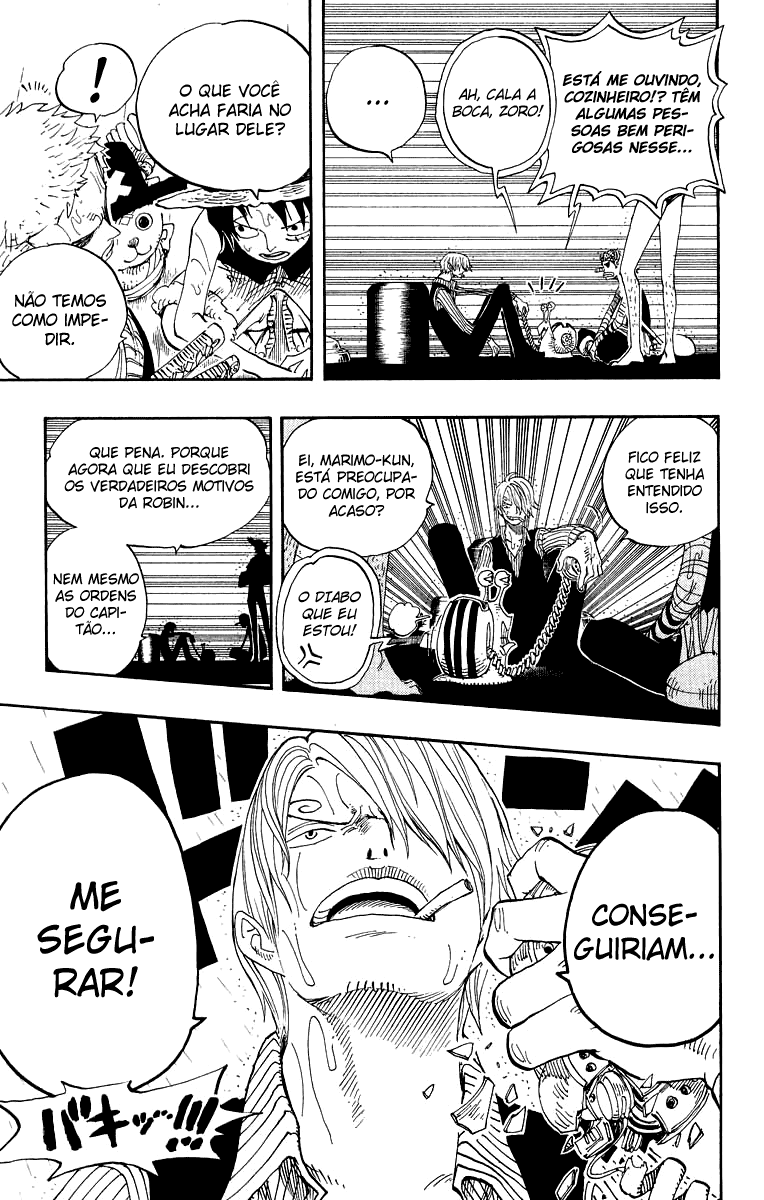 ESTÁ ME OUVINDO,
COZINHEIRO!? TÊM
ALGUMAS PES-
SOAS BEM PERI-
GOSAS NESSE...
AH, CALA A
BOCA, ZORO!
...
O QUE VOCÊ
ACHA FARIA NO
LUGAR DELE?
!
NÃO TEMOS
COMO IMPE-
DIR.
FICO FELIZ
QUE TENHA
ENTENDIDO
ISSO.
EI, MARIMO-KUN,
ESTÁ PREOCUPA-
DO COMIGO, POR
ACASO?
O DIABO
QUE EU
ESTOU!
QUE PENA. PORQUE
AGORA QUE EU DESCOBRI
OS VERDADEIROS MOTIVOS
DA ROBIN...
NEM MESMO
AS ORDENS
DO CAPI-
TÃO...
CONSE-
GUIRIAM...
ME
SEGU-
RAR!
バキッ!!!